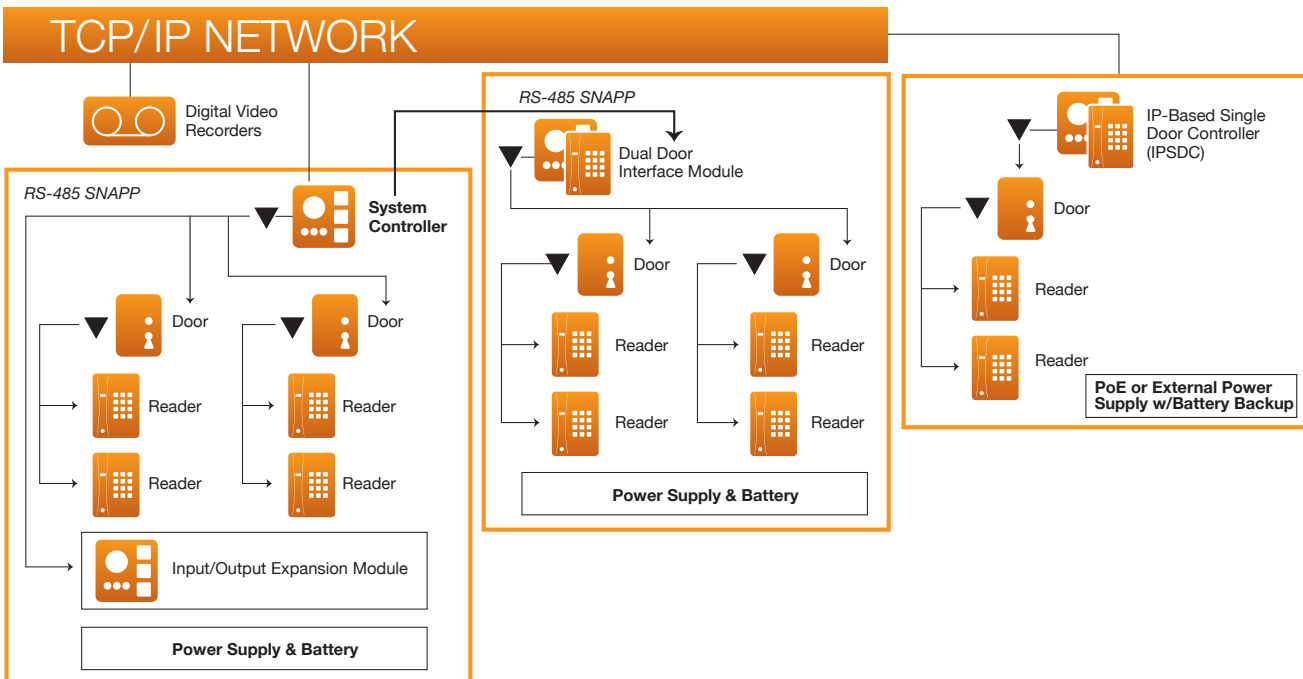 TCP/IP NETWORK
Digital Video
Recorders
RS-485 SNAPP
System
Controller
Door
Door
Reader
Reader
Reader
Reader
Input/Output Expansion Module
Power Supply & Battery
RS-485 SNAPP
Dual Door
Interface Module
Door
Door
Reader
Reader
Reader
Reader
Power Supply & Battery
IP-Based Single
Door Controller
(IPSDC)
Door
Reader
Reader
PoE or External Power
Supply w/Battery Backup